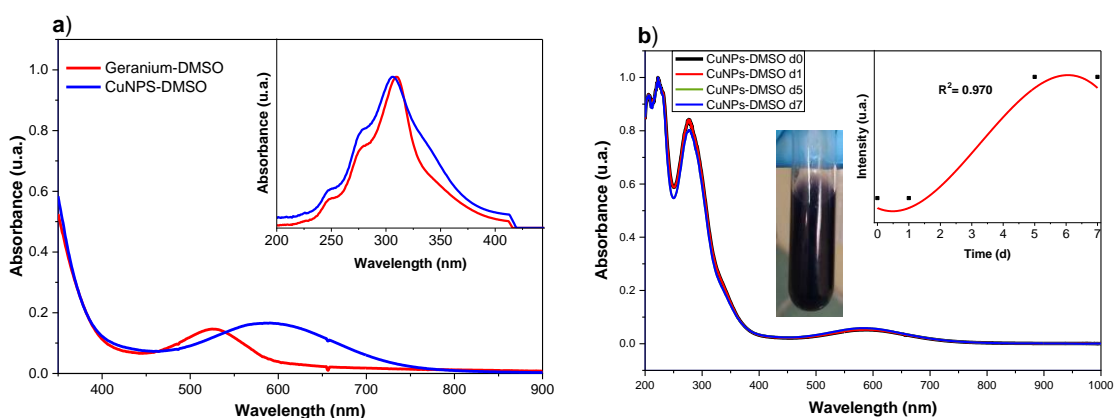 a)
Geranium-DMSO
CuNPS-DMSO
Absorbance (u.a.)
1.0
0.8
0.6
0.4
0.2
0.0
400 500 600 700 800 900
Wavelength (nm)
Absorbance (u.a.)
200 250 300 350 400
Wavelength (nm)
b)
CuNPs-DMSO d0
CuNPs-DMSO d1
CuNPs-DMSO d5
CuNPs-DMSO d7
Absorbance (u.a.)
1.0
0.8
0.6
0.4
0.2
0.0
200 300 400 500 600 700 800 900 1000
Wavelength (nm)
R²= 0.970
Intensity (u.a.)
0 1 2 3 4 5 6 7
Time (d)